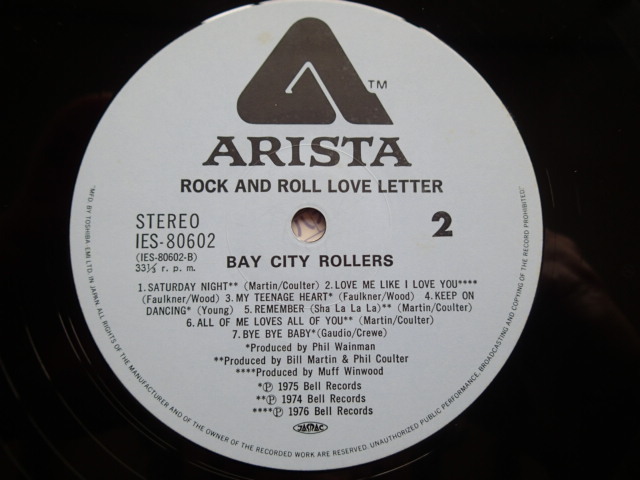 TM
ARISTA
ROCK AND ROLL LOVE LETTER
STEREO
IES-80602
(IES-80602-B)
33⅓ r. p. m.
2
BAY CITY ROLLERS
1.SATURDAY NIGHT** (Martin/Coulter) 2.LOVE ME LIKE I LOVE YOU****
(Faulkner/Wood) 3.MY TEENAGE HEART* (Faulkner/Wood) 4.KEEP ON
DANCING* (Young) 5.REMEMBER (Sha La La La)** (Martin/Coulter)
6.ALL OF ME LOVES ALL OF YOU** (Martin/Coulter)
7.BYE BYE BABY*(Gaudio/Crewe)
*Produced by Phil Wainman
**Produced by Bill Martin & Phil Coulter
****Produced by Muff Winwood
*Ⓟ 1975 Bell Records
**Ⓟ 1974 Bell Records
****Ⓟ 1976 Bell Records
JASRAC
"MFD. BY TOSHIBA EMI LTD. IN JAPAN. ALL RIGHTS OF THE MANUFACTURER AND OF THE OWNER OF THE RECORDED WORK ARE RESERVED. UNAUTHORIZED PUBLIC PERFORMANCE, BROADCASTING AND COPYING OF THE RECORD PROHIBITED"